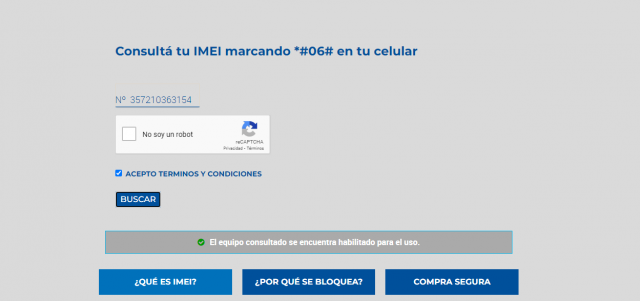 Consultá tu IMEI marcando *#06# en tu celular
Nº 357210363154
No soy un robot
reCAPTCHA
Privacidad - Términos
ACEPTO TERMINOS Y CONDICIONES
BUSCAR
El equipo consultado se encuentra habilitado para el uso.
¿QUÉ ES IMEI?
¿POR QUÉ SE BLOQUEA?
COMPRA SEGURA